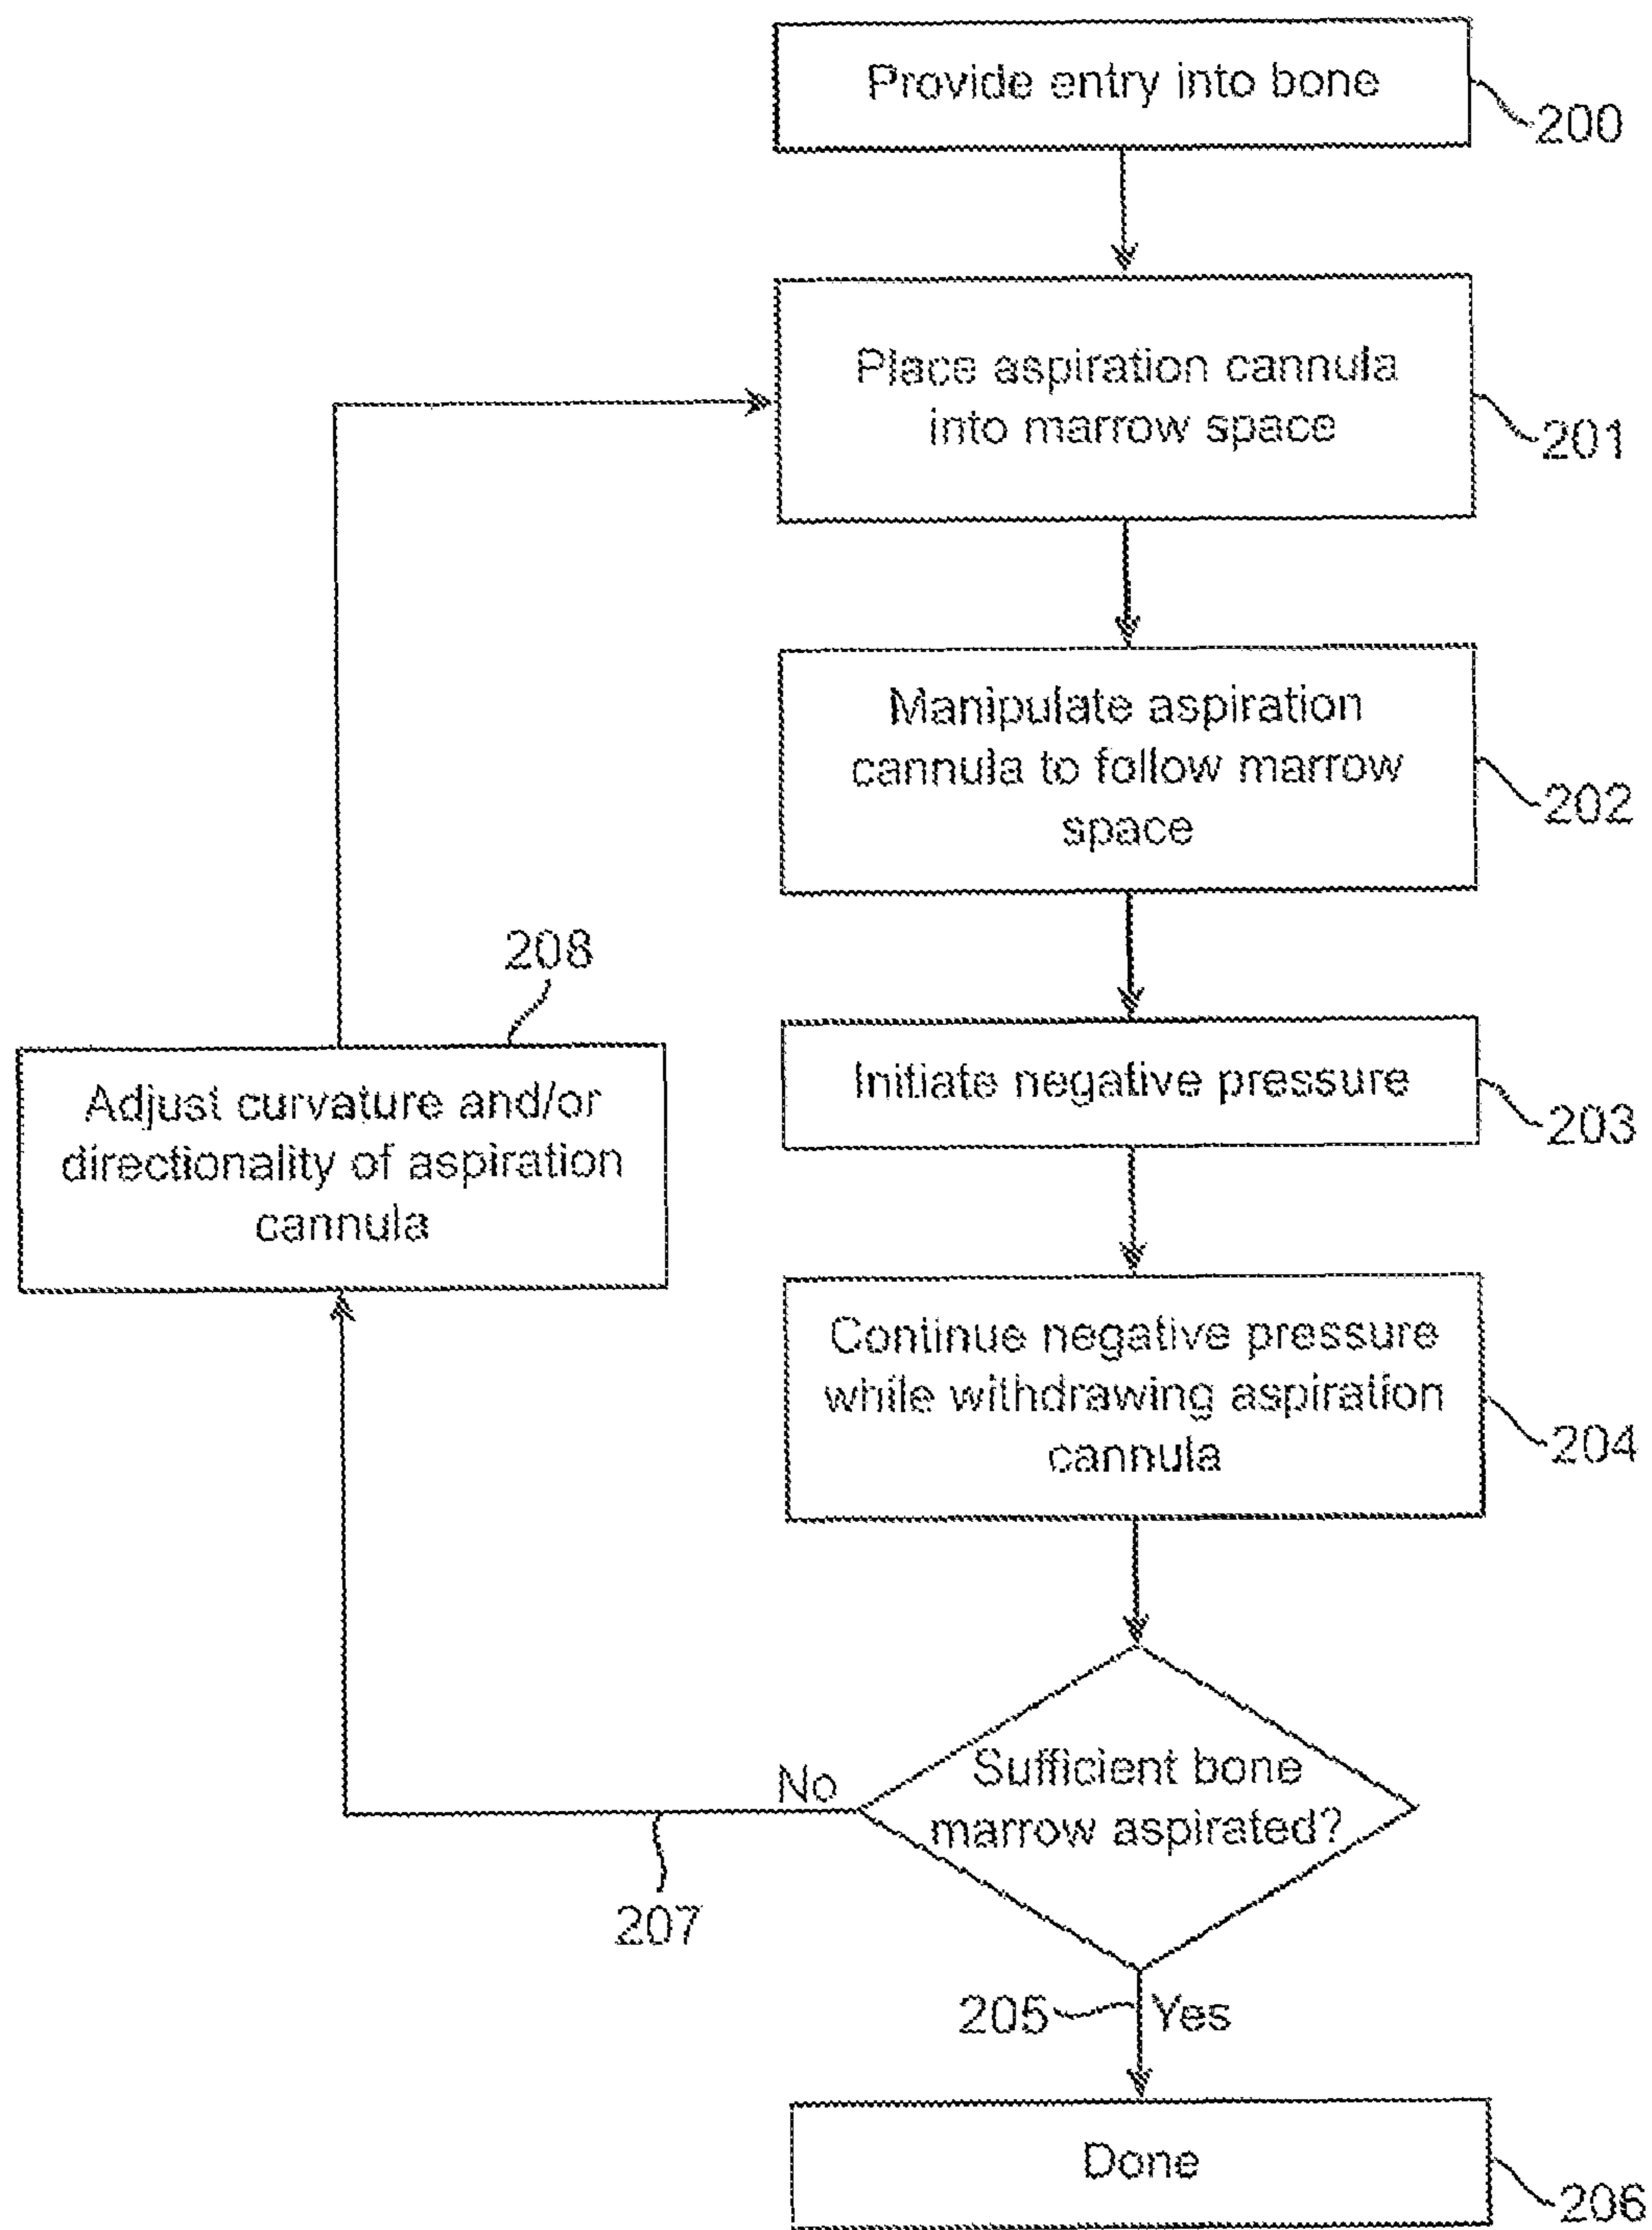 Provide entry into bone
200
Place aspiration cannula
into marrow space
201
Manipulate aspiration
cannula to follow marrow
space
202
208
Adjust curvature and/or
directionality of aspiration
cannula
Initiate negative pressure
203
Continue negative pressure
while withdrawing aspiration
cannula
204
Sufficient bone
marrow aspirated?
No
207
205
Yes
Done
206